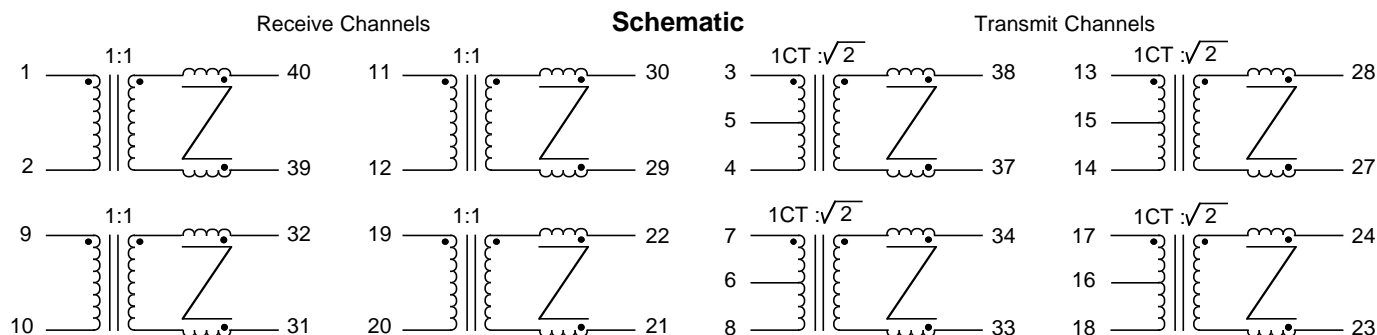 Receive Channels Schematic Transmit Channels
1:1 1:1 1CT :√2 1CT :√2
1 40 11 30 3 38 13 28
5 15
2 39 12 29 4 37 14 27
1:1 1:1 1CT :√2 1CT :√2
9 32 19 22 7 34 17 24
6 16
10 31 20 21 8 33 18 23